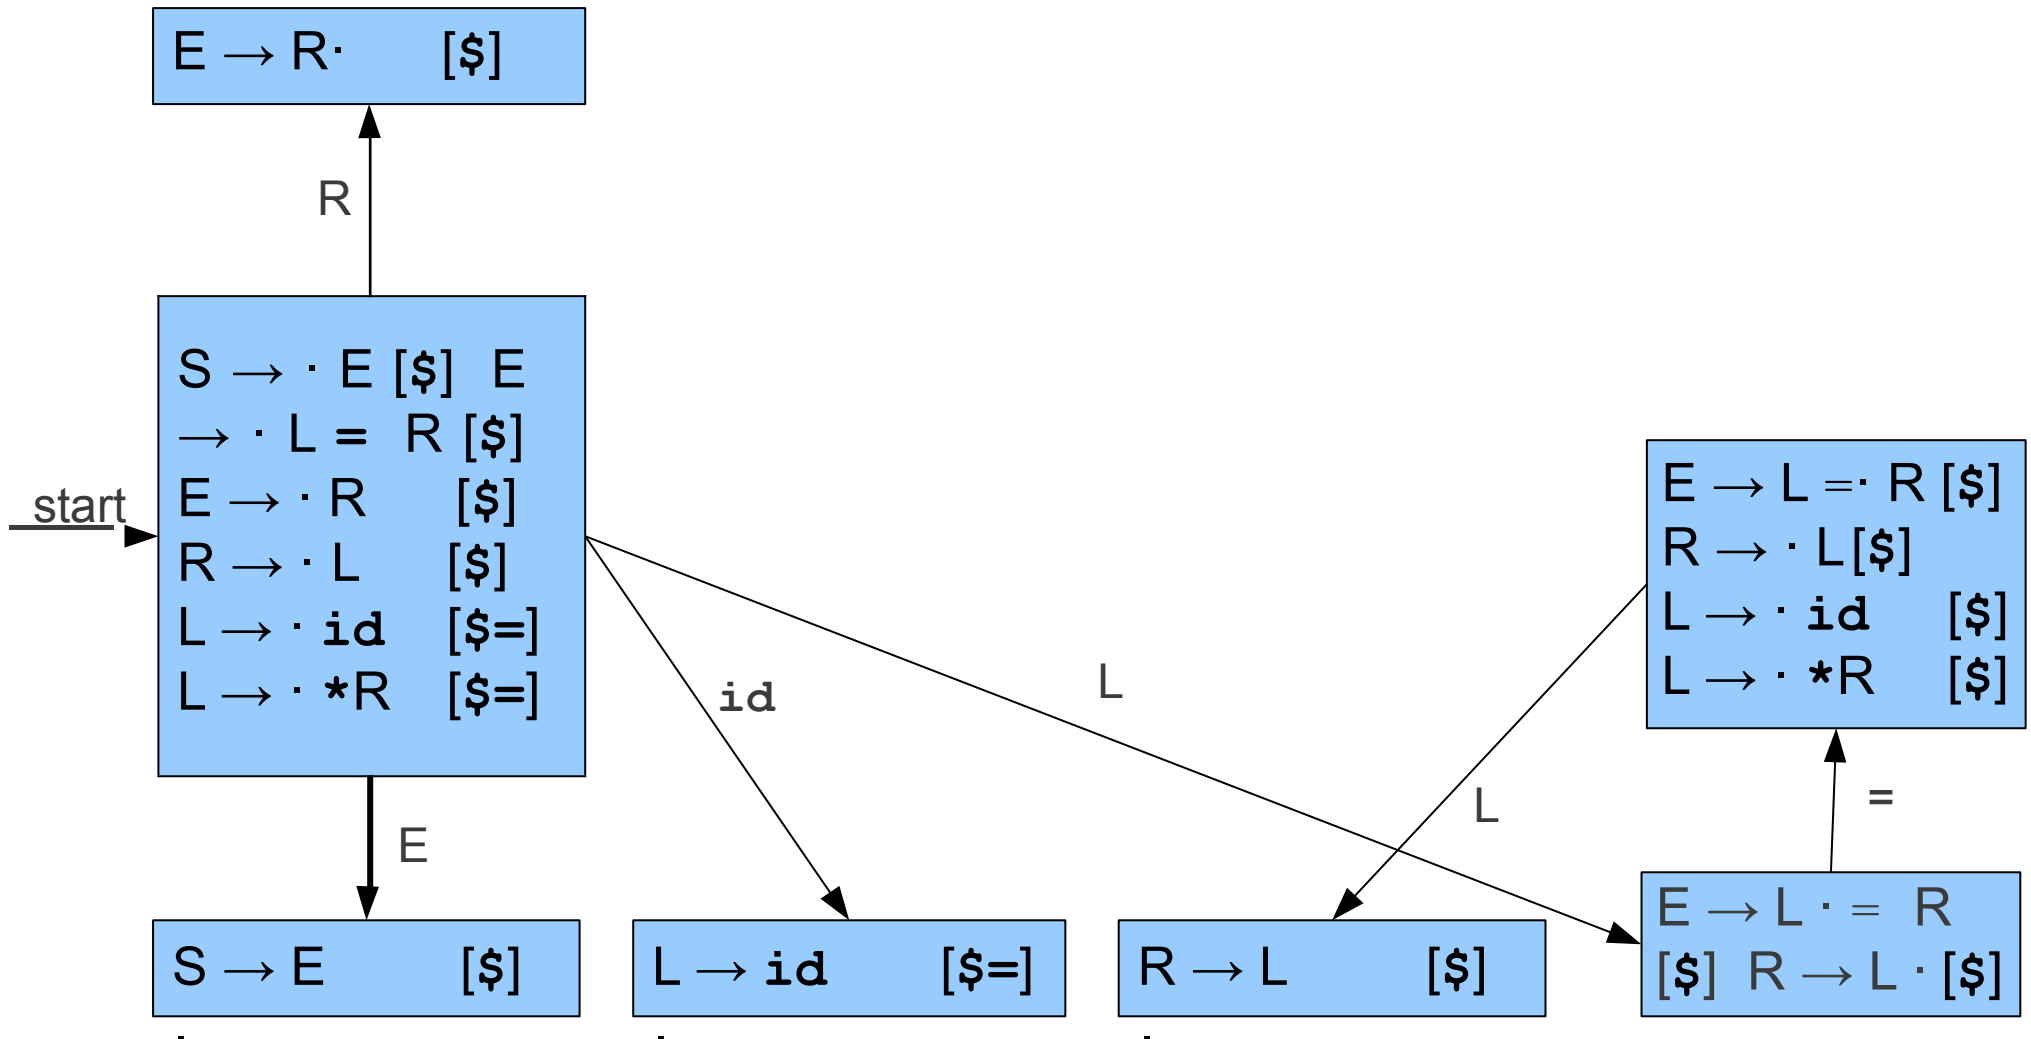 E → R· [$]
R
S → · E [$] E
→ · L = R [$]
E → · R [$]
R → · L [$]
L → · id [$=]
L → · *R [$=]
start
E → L =· R [$]
R → · L [$]
L → · id [$]
L → · *R [$]
id
L
L
=
E
E → L · = R
[$] R → L · [$]
S → E [$]
L → id [$=]
R → L [$]
· · ·